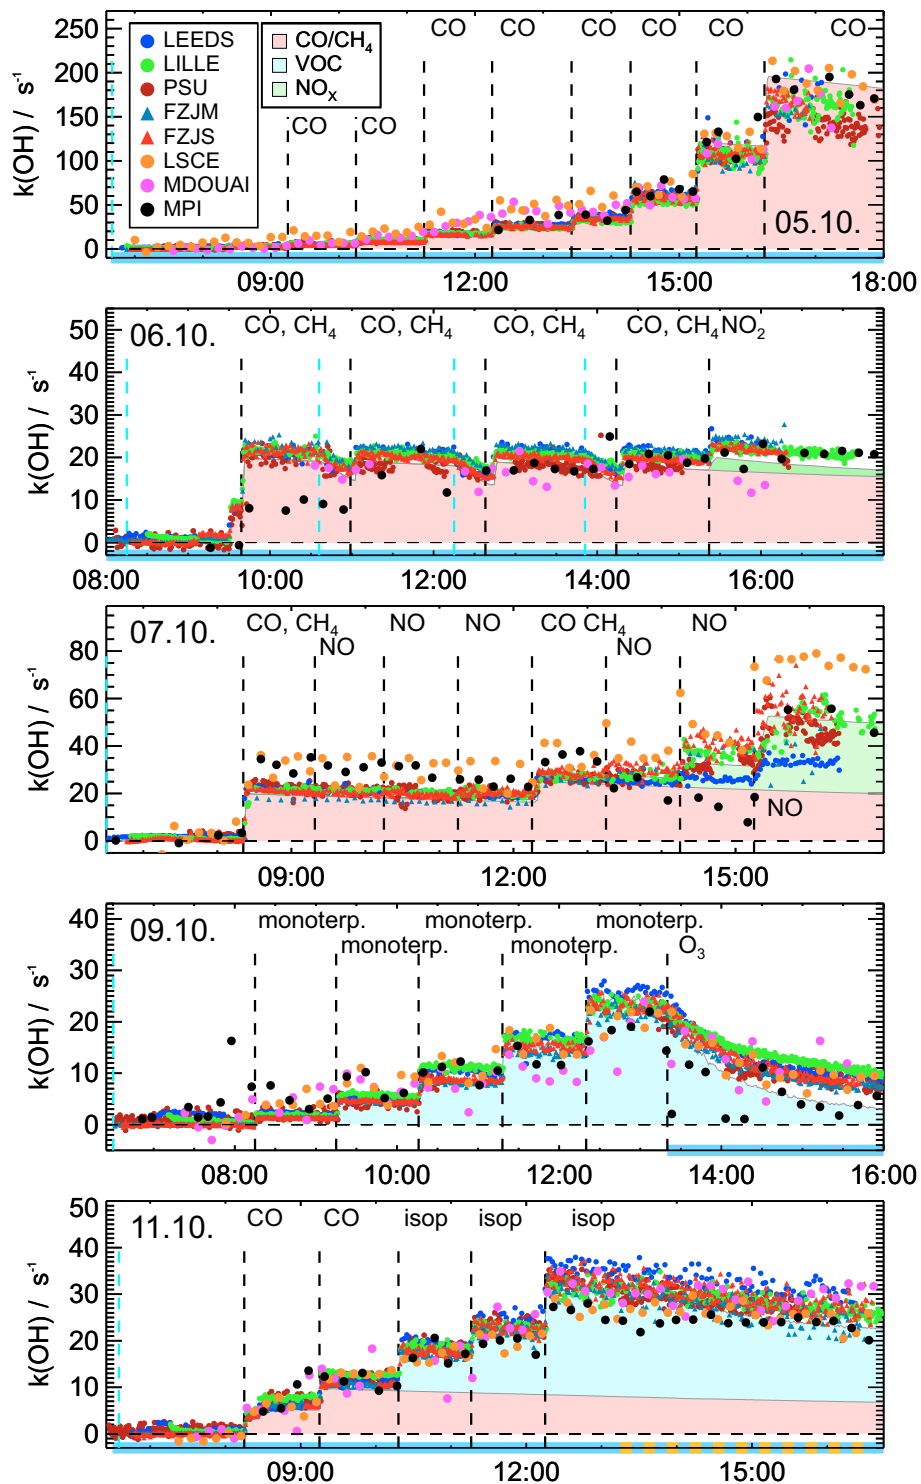 CO CO CO CO CO CO
LEEDS
LILLE
PSU
FZJM
FZJS
LSCE
MDOUAI
MPI
CO/CH4
VOC
NOX
CO CO
k(OH) / s-1
250
200
150
100
50
0
05.10.
09:00 12:00 15:00 18:00
06.10.
CO, CH4 CO, CH4 CO, CH4 CO, CH4 NO2
k(OH) / s-1
50
40
30
20
10
0
08:00 10:00 12:00 14:00 16:00
07.10.
CO, CH4 NO NO CO CH4 NO
NO NO
k(OH) / s-1
80
60
40
20
0
NO
09:00 12:00 15:00
09.10.
monoterp. monoterp. monoterp.
monoterp. monoterp. O3
k(OH) / s-1
40
30
20
10
0
08:00 10:00 12:00 14:00 16:00
11.10.
CO CO isop isop isop
k(OH) / s-1
50
40
30
20
10
0
09:00 12:00 15:00